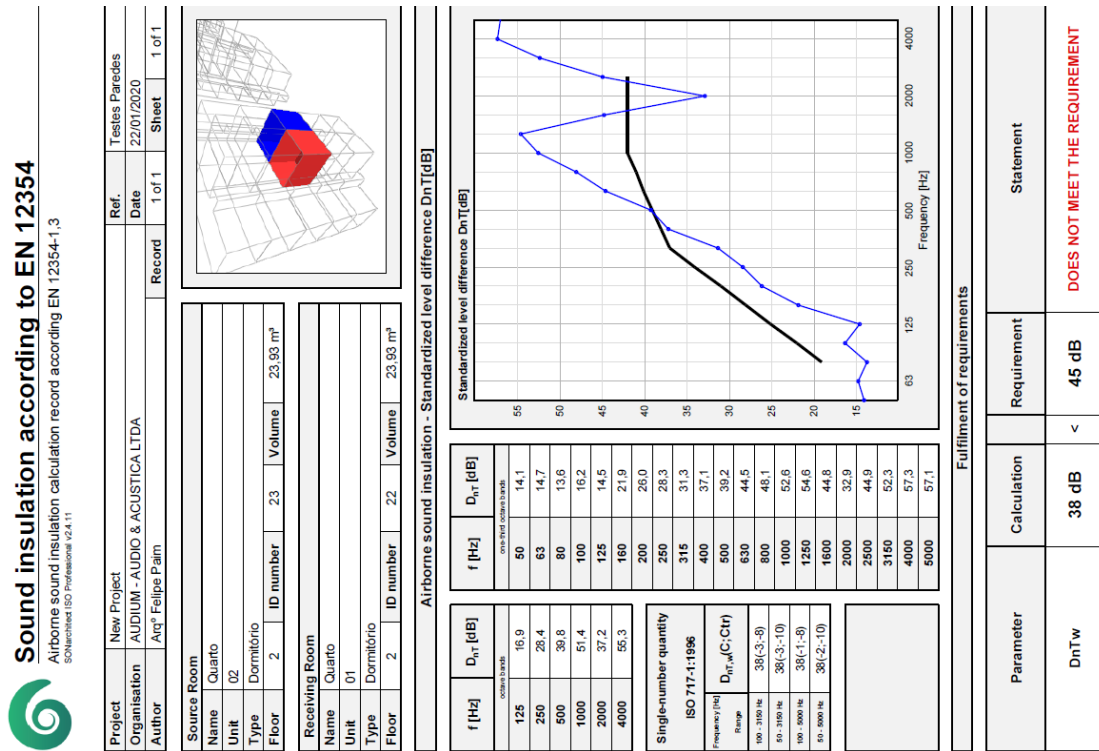 Sound insulation according to EN 12354
Airborne sound insulation calculation record according EN 12354-1,3
SONarchitect ISO Professional v2.4.11
Project New Project Ref. Testes Paredes
Organisation AUDIUM - AUDIO & ACUSTICA LTDA Date 22/01/2020
Author Arqº Felipe Paim Record 1 of 1 Sheet 1 of 1
Source Room
Name Quarto
Unit 02
Type Dormitório
Floor 2 ID number 23 Volume 23,93 m³
Receiving Room
Name Quarto
Unit 01
Type Dormitório
Floor 2 ID number 22 Volume 23,93 m³
Airborne sound insulation - Standardized level difference DnT[dB]
f [Hz] DnT [dB]
octave bands
125 16,9
250 28,4
500 39,8
1000 51,4
2000 37,2
4000 55,3
Single-number quantity
ISO 717-1:1996
Frequency [Hz]
Range
DnT,w(C;Ctr)
100 - 3150 Hz 38(-3;-8)
50 - 3150 Hz 38(-3;-10)
100 - 5000 Hz 38(-1;-8)
50 - 5000 Hz 38(-2;-10)
f [Hz] DnT [dB]
one-third octave bands
50 14,1
63 14,7
80 13,6
100 16,2
125 14,5
160 21,9
200 26,0
250 28,3
315 31,3
400 37,1
500 39,2
630 44,5
800 48,1
1000 52,6
1250 54,6
1600 44,8
2000 32,9
2500 44,9
3150 52,3
4000 57,3
5000 57,1
Standardized level difference DnT[dB]
55
50
45
40
35
30
25
20
15
63 125 250 500 1000 2000 4000
Frequency [Hz]
Fulfilment of requirements
Parameter Calculation Requirement Statement
DnTw 38 dB < 45 dB DOES NOT MEET THE REQUIREMENT